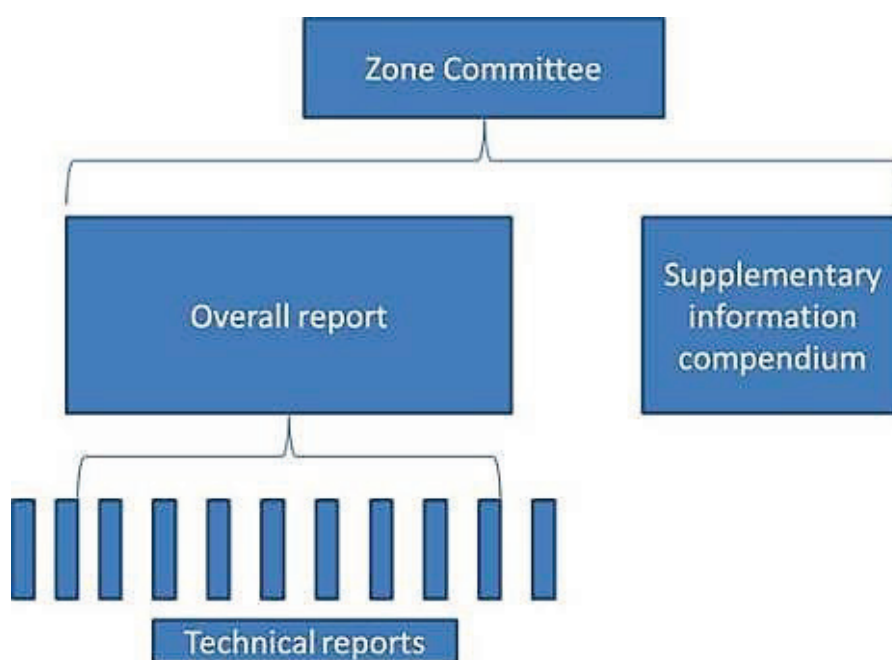 Zone Committee
Overall report
Supplementary
information
compendium
Technical reports